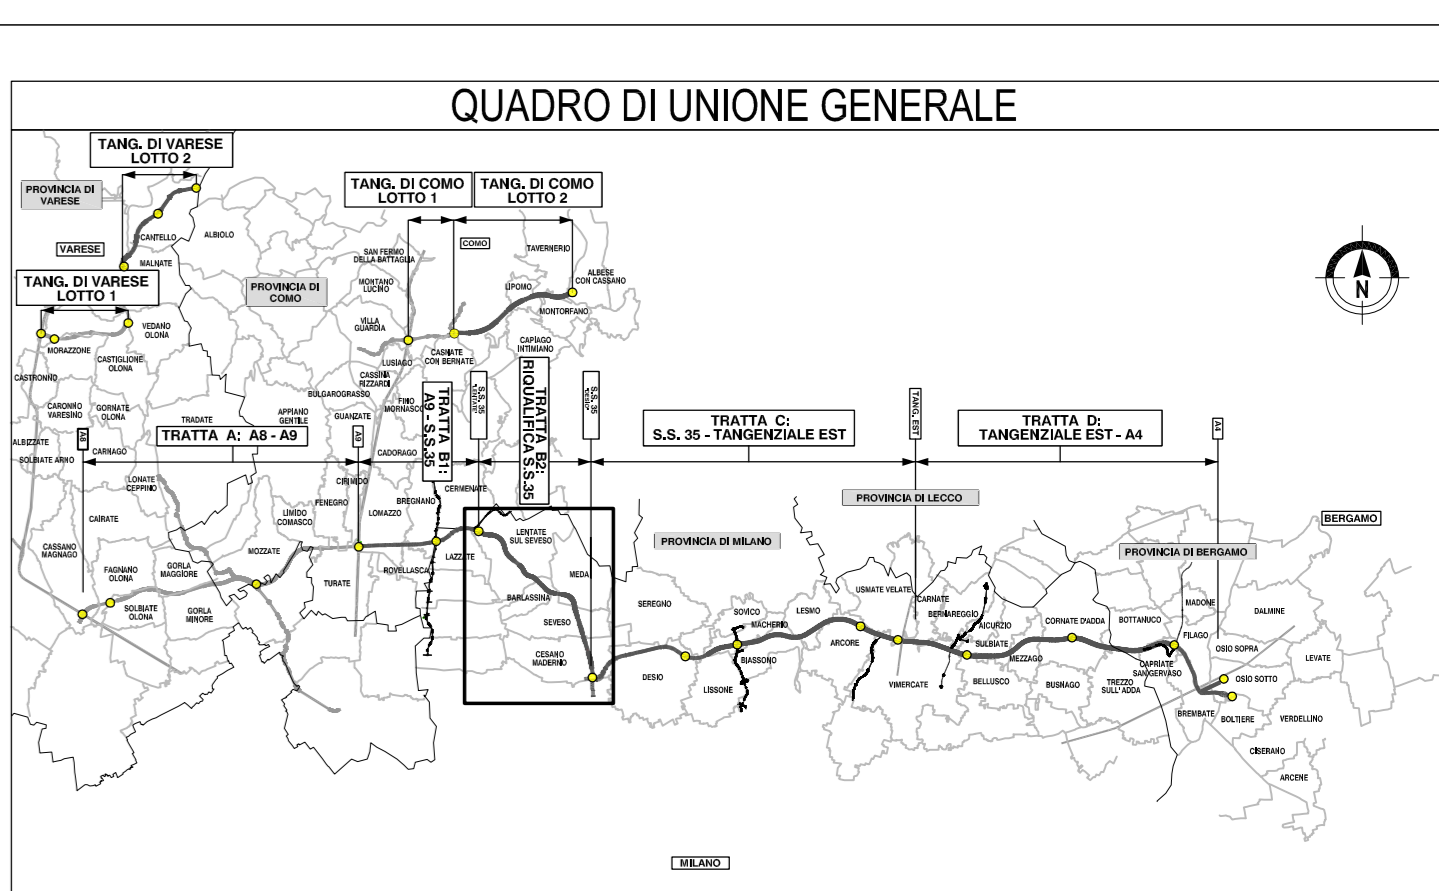 QUADRO DI UNIONE GENERALE
TANG. DI VARESE
LOTTO 2
PROVINCIA DI
VARESE
TANG. DI COMO
LOTTO 1
TANG. DI COMO
LOTTO 2
CANTELLO
ALBIOLO
VARESE
MALNATE
COMO
SAN FERMO
DELLA BATTAGLIA
TAVERNERIO
TANG. DI VARESE
LOTTO 1
PROVINCIA DI
COMO
MONTANO
LUCINO
LIPOMO
ALBESE
CON CASSANO
MONTORFANO
N
VEDANO
OLONA
VILLA
GUARDIA
MORAZZONE
CASTIGLIONE
OLONA
LUSIAGO
CASNATE
CON BERNATE
CAPIAGO
INTIMIANO
CASTRONNO
CASSINA
RIZZARDI
BULGAROGRASSO
FINO
MORNASCO
CARONNO
VARESINO
GORNATE
OLONA
TRADATE
APPIANO
GENTILE
GUANZATE
TRATTA B1:
A9 - S.S.35
S.S. 35
TRATTA B2:
RIQUALIFICA S.S.35
S.S. 35
TANG. EST
ALBIZZATE
A8
TRATTA A: A8 - A9
A9
TRATTA C:
S.S. 35 - TANGENZIALE EST
TRATTA D:
TANGENZIALE EST - A4
A4
SOLBIATE ARNO
CARNAGO
CADORAGO
LONATE
CEPPINO
CIRIMIDO
CERMENATE
FENEGRO
BREGNANO
PROVINCIA DI LECCO
CAIRATE
LIMIDO
COMASCO
LOMAZZO
BERGAMO
CASSANO
MAGNAGO
MOZZATE
LAZZATE
LENTATE
SUL SEVESO
PROVINCIA DI MILANO
PROVINCIA DI BERGAMO
FAGNANO
OLONA
GORLA
MAGGIORE
TURATE
ROVELLASCA
MEDA
BARLASSINA
SEREGNO
SOVICO
MACHERIO
LESMO
USMATE VELATE
CARNATE
BERNAREGGIO
AICURZIO
MADONE
DALMINE
SOLBIATE
OLONA
GORLA
MINORE
SEVESO
CORNATE D'ADDA
BOTTANUCO
FILAGO
CESANO
MADERNO
BIASSONO
ARCORE
SULBIATE
MEZZAGO
OSIO SOPRA
LEVATE
DESIO
LISSONE
VIMERCATE
BELLUSCO
BUSNAGO
TREZZO
SULL'ADDA
CAPRIATE
SAN GERVASO
OSIO SOTTO
BREMBATE
BOLTIERE
VERDELLINO
CISERANO
ARCENE
MILANO